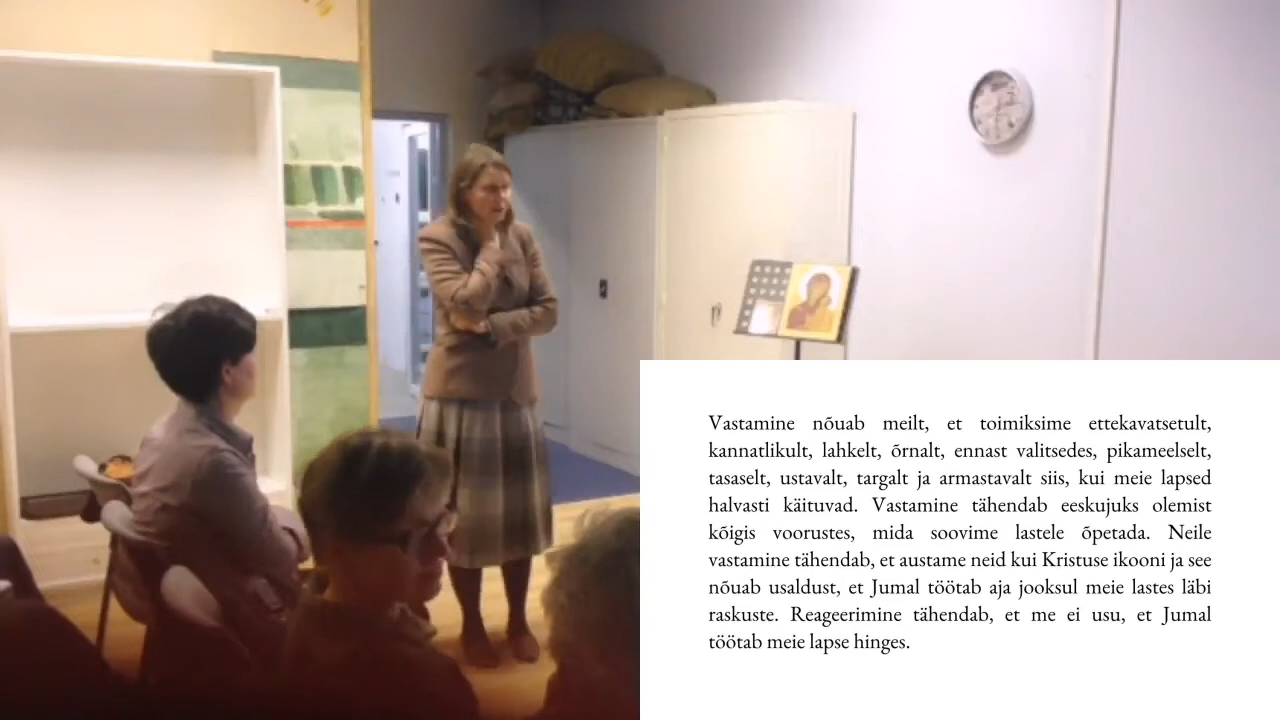 Vastamine nõuab meilt, et toimiksime ettekavatsetult,
kannatlikult, lahkelt, õrnalt, ennast valitsedes, pikameelselt,
tasaselt, ustavalt, targalt ja armastavalt siis, kui meie lapsed
halvasti käituvad. Vastamine tähendab eeskujuks olemist
kõigis voorustes, mida soovime lastele õpetada. Neile
vastamine tähendab, et austame neid kui Kristuse ikooni ja see
nõuab usaldust, et Jumal töötab aja jooksul meie lastes läbi
raskuste. Reageerimine tähendab, et me ei usu, et Jumal
töötab meie lapse hinges.